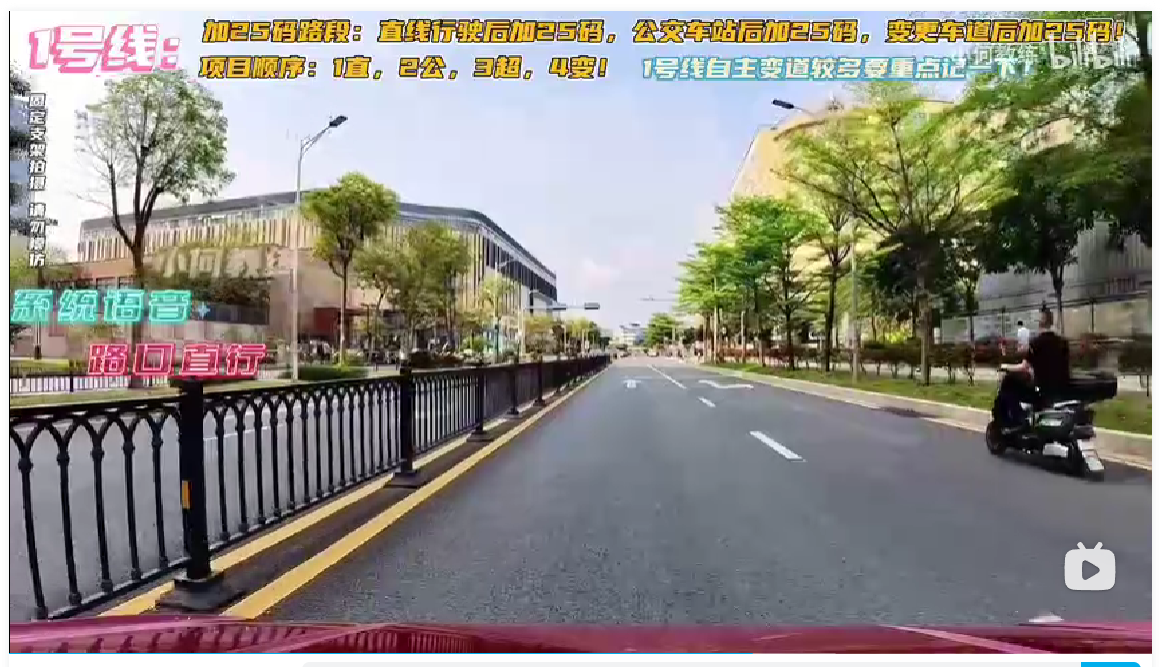 1号线:
加25码路段：直线行驶后加25码，公交车站后加25码，变更车道后加25码！
项目顺序：1直，2公，3超，4变！
1号线自主变道较多要重点记一下！
bilibili
固定支架拍摄 请勿模仿
系统语音
路口直行